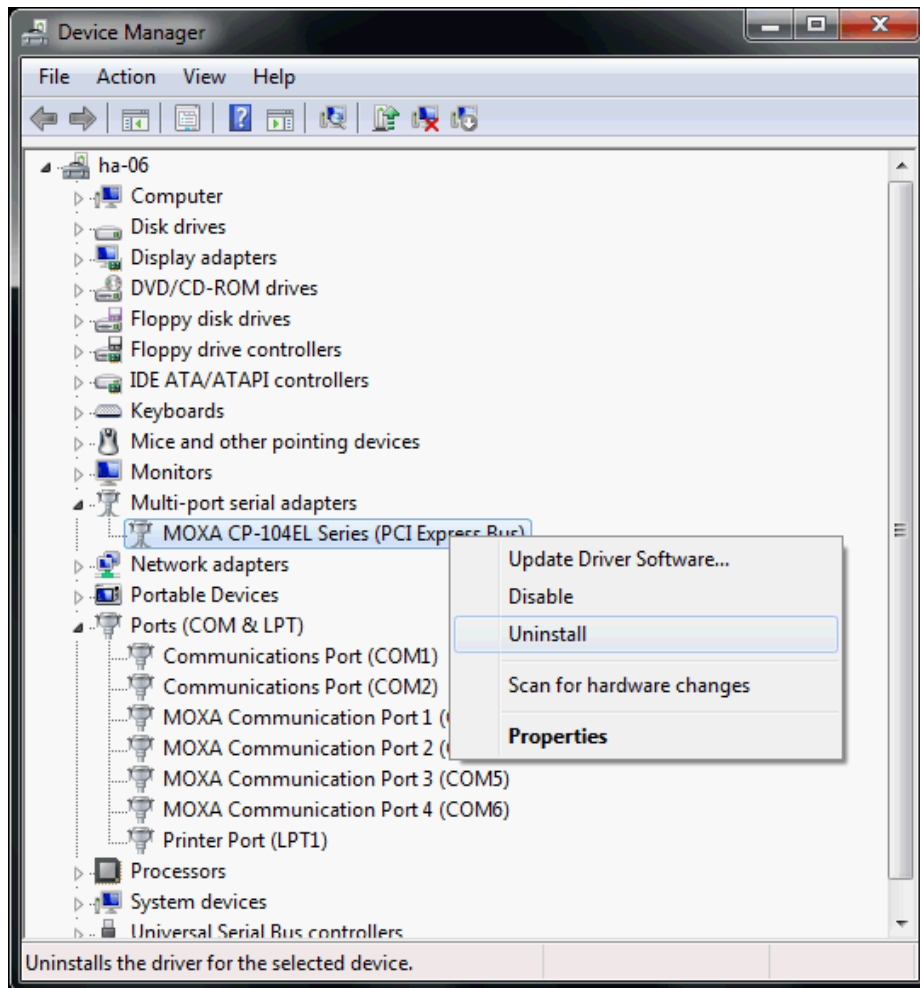 Device Manager
File Action View Help
ha-06
Computer
Disk drives
Display adapters
DVD/CD-ROM drives
Floppy disk drives
Floppy drive controllers
IDE ATA/ATAPI controllers
Keyboards
Mice and other pointing devices
Monitors
Multi-port serial adapters
MOXA CP-104EL Series (PCI Express Bus)
Network adapters
Portable Devices
Ports (COM & LPT)
Communications Port (COM1)
Communications Port (COM2)
MOXA Communication Port 1 (
MOXA Communication Port 2 (
MOXA Communication Port 3 (COM5)
MOXA Communication Port 4 (COM6)
Printer Port (LPT1)
Processors
System devices
Universal Serial Bus controllers
Update Driver Software...
Disable
Uninstall
Scan for hardware changes
Properties
Uninstalls the driver for the selected device.